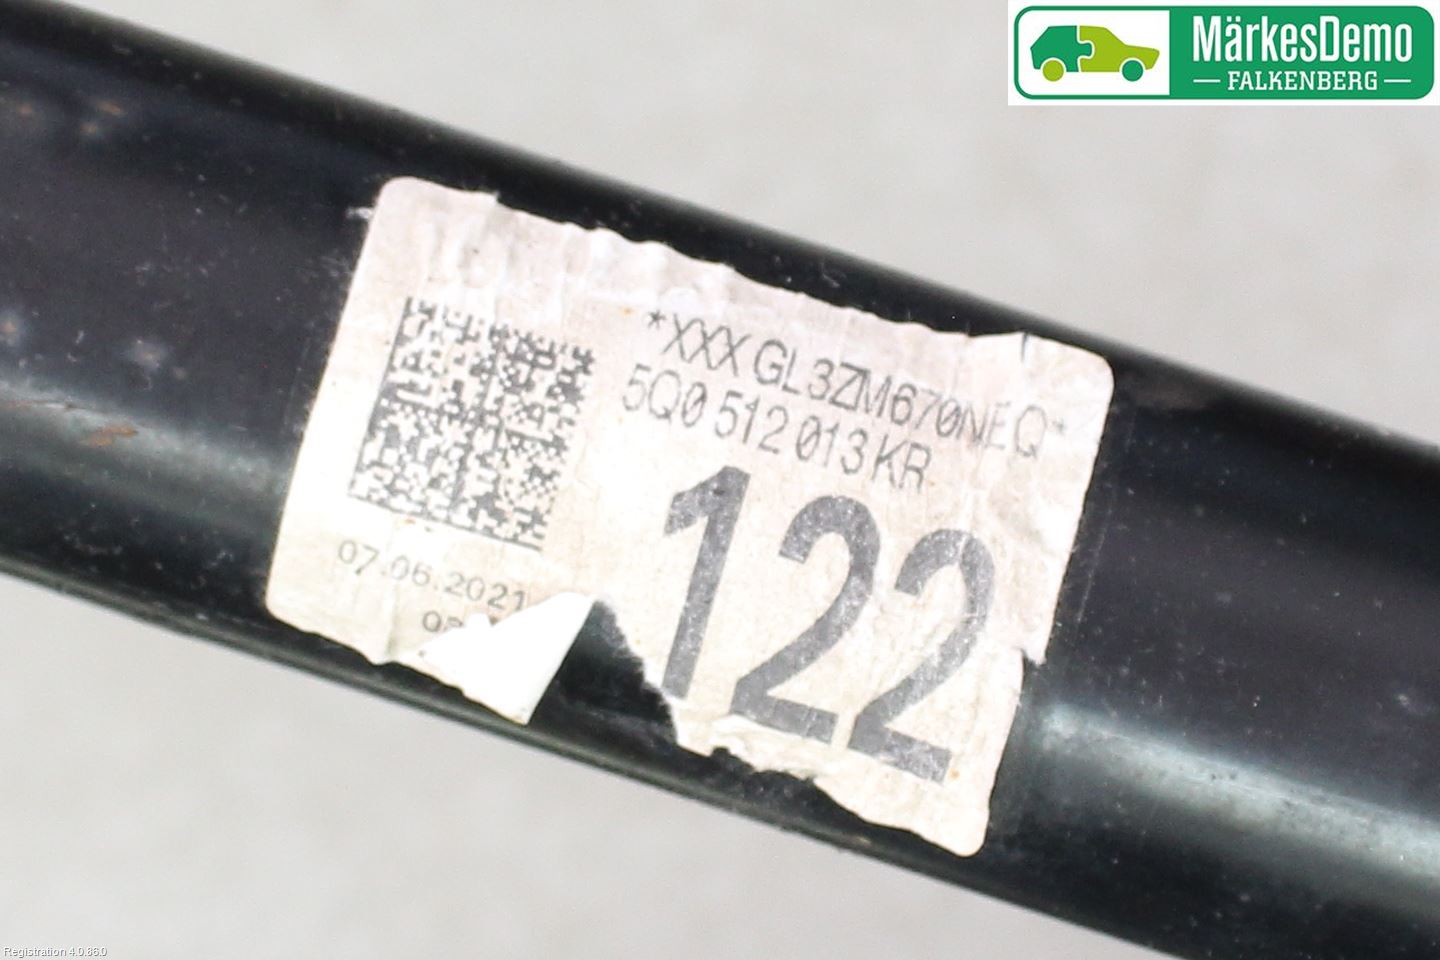 MärkesDemo
FALKENBERG
*XXX GL3ZM670NEQ*
5Q0 512 013 KR
122
07.06.2021
Registration 4.0.86.0